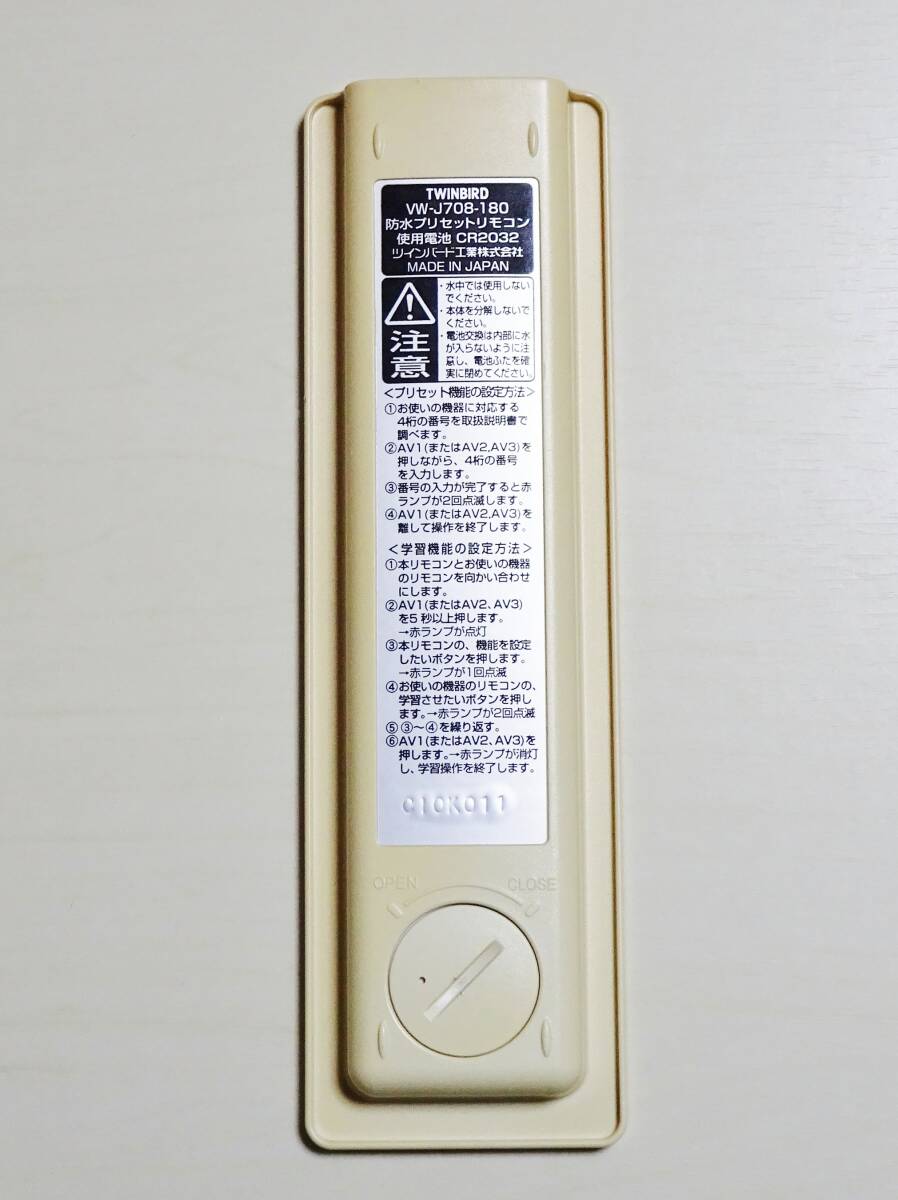 TWINBIRD
VW-J708-180
防水プリセットリモコン
使用電池 CR2032
ツインバード工業株式会社
MADE IN JAPAN
注意
・水中では使用しない
でください。
・本体を分解しないで
ください。
・電池交換は内部に水
が入らないように注
意し、電池ふたを確
実に閉めてください。
＜プリセット機能の設定方法＞
①お使いの機器に対応する
4桁の番号を取扱説明書で
調べます。
②AV1(またはAV2,AV3)を
押しながら、4桁の番号
を入力します。
③番号の入力が完了すると赤
ランプが2回点滅します。
④AV1(またはAV2,AV3)を
離して操作を終了します。
＜学習機能の設定方法＞
①本リモコンとお使いの機器
のリモコンを向かい合わせ
にします。
②AV1(またはAV2、AV3)
を5秒以上押します。
→赤ランプが点灯
③本リモコンの、機能を設定
したいボタンを押します。
→赤ランプが1回点滅
④お使いの機器のリモコンの、
学習させたいボタンを押し
ます。→赤ランプが2回点滅
⑤ ③～④を繰り返す。
⑥AV1(またはAV2、AV3)を
押します。→赤ランプが消灯
し、学習操作を終了します。
C10K011
OPEN CLOSE